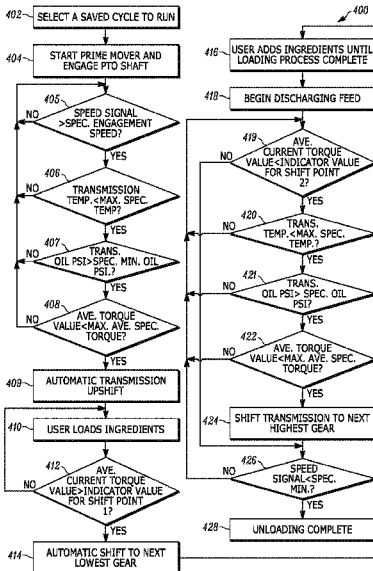 400
402
SELECT A SAVED CYCLE TO RUN
404
START PRIME MOVER AND
ENGAGE PTO SHAFT
405
NO
SPEED SIGNAL
>SPEC. ENGAGEMENT
SPEED?
YES
406
NO
TRANSMISSION
TEMP.<MAX. SPEC.
TEMP?
YES
407
NO
TRANS.
OIL PSI>SPEC. MIN. OIL
PSI.?
YES
408
NO
AVE. TORQUE
VALUE<MAX. AVE. SPEC.
TORQUE?
YES
409
AUTOMATIC TRANSMISSION
UPSHIFT
410
USER LOADS INGREDIENTS
412
NO
AVE.
CURRENT TORQUE
VALUE>INDICATOR VALUE
FOR SHIFT POINT
1?
YES
414
AUTOMATIC SHIFT TO NEXT
LOWEST GEAR
416
USER ADDS INGREDIENTS UNTIL
LOADING PROCESS COMPLETE
418
BEGIN DISCHARGING FEED
419
NO
AVE.
CURRENT TORQUE
VALUE<INDICATOR VALUE
FOR SHIFT POINT
2?
YES
420
NO
TRANS.
TEMP.<MAX. SPEC.
TEMP.?
YES
421
NO
TRANS.
OIL PSI> SPEC. OIL
PSI?
YES
422
NO
AVE. TORQUE
VALUE<MAX. AVE. SPEC.
TORQUE?
YES
424
SHIFT TRANSMISSION TO NEXT
HIGHEST GEAR
426
NO
SPEED
SIGNAL<SPEC.
MIN.?
YES
428
UNLOADING COMPLETE